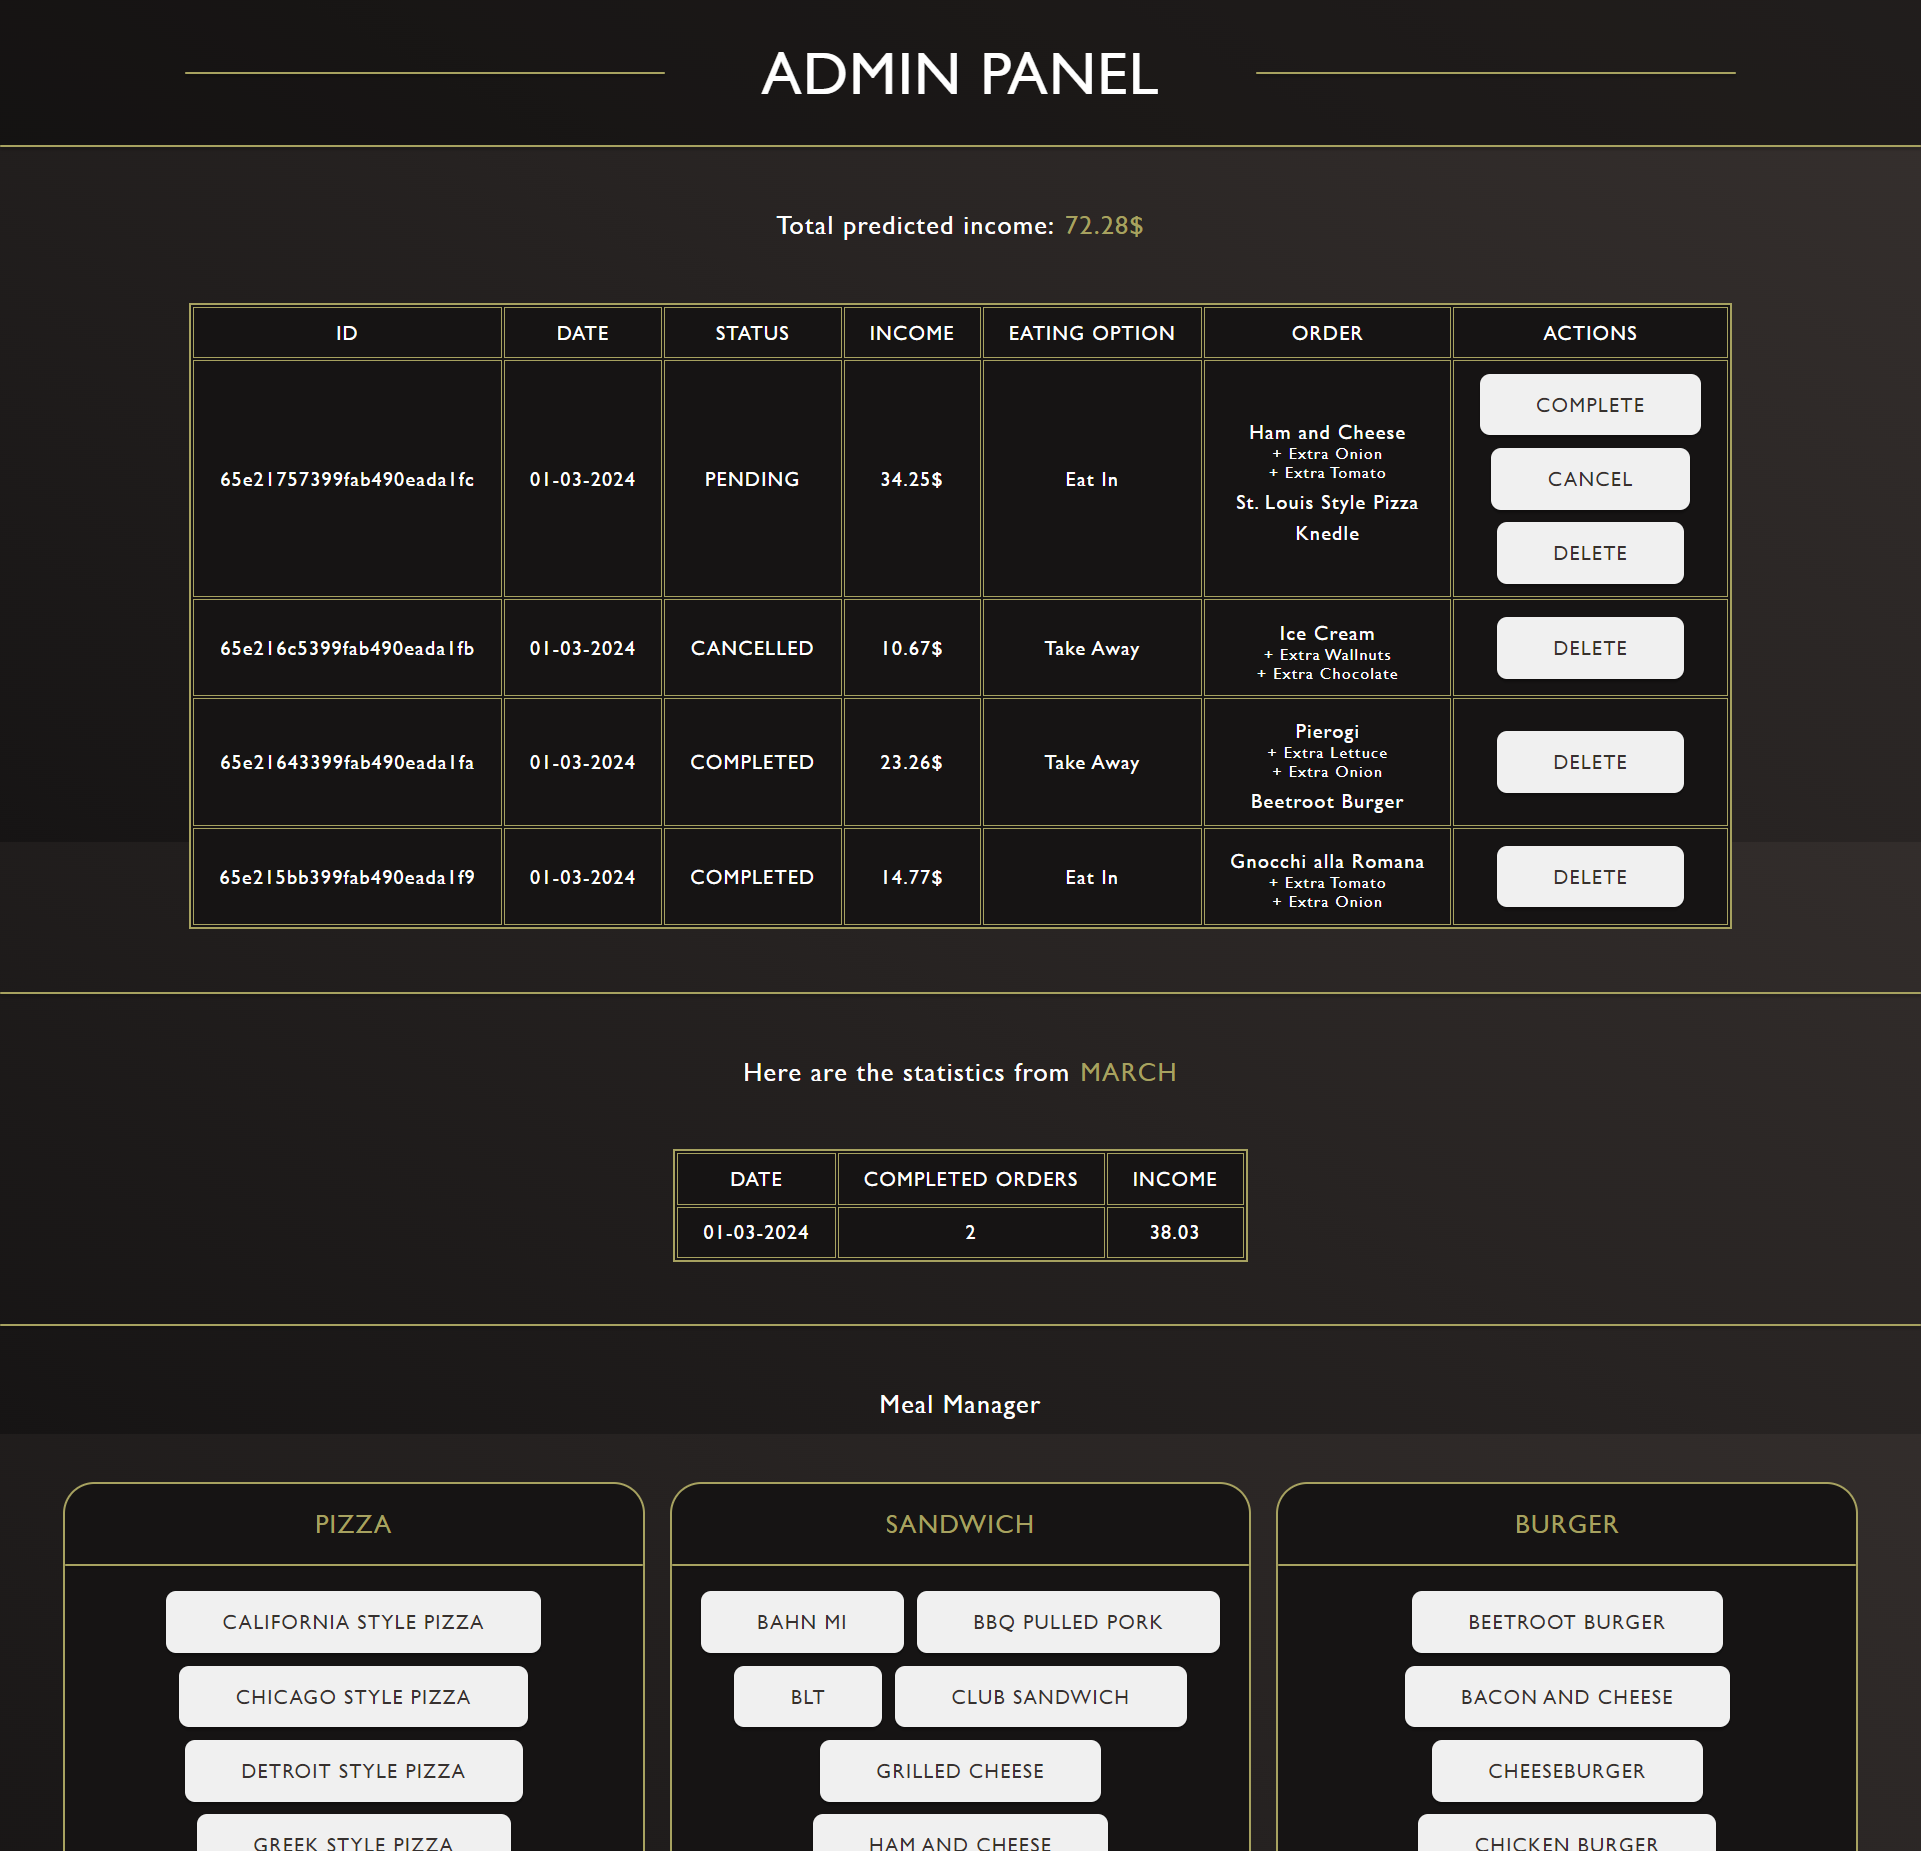 ADMIN PANEL
Total predicted income: 72.28$
ID DATE STATUS INCOME EATING OPTION ORDER ACTIONS
65e21757399fab490eada1fc 01-03-2024 PENDING 34.25$ Eat In
Ham and Cheese
+ Extra Onion
+ Extra Tomato
St. Louis Style Pizza
Knedle
COMPLETE
CANCEL
DELETE
65e216c5399fab490eada1fb 01-03-2024 CANCELLED 10.67$ Take Away
Ice Cream
+ Extra Wallnuts
+ Extra Chocolate
DELETE
65e21643399fab490eada1fa 01-03-2024 COMPLETED 23.26$ Take Away
Pierogi
+ Extra Lettuce
+ Extra Onion
Beetroot Burger
DELETE
65e215bb399fab490eada1f9 01-03-2024 COMPLETED 14.77$ Eat In
Gnocchi alla Romana
+ Extra Tomato
+ Extra Onion
DELETE
Here are the statistics from MARCH
DATE COMPLETED ORDERS INCOME
01-03-2024 2 38.03
Meal Manager
PIZZA
CALIFORNIA STYLE PIZZA
CHICAGO STYLE PIZZA
DETROIT STYLE PIZZA
GREEK STYLE PIZZA
SANDWICH
BAHN MI BBQ PULLED PORK
BLT CLUB SANDWICH
GRILLED CHEESE
HAM AND CHEESE
BURGER
BEETROOT BURGER
BACON AND CHEESE
CHEESEBURGER
CHICKEN BURGER